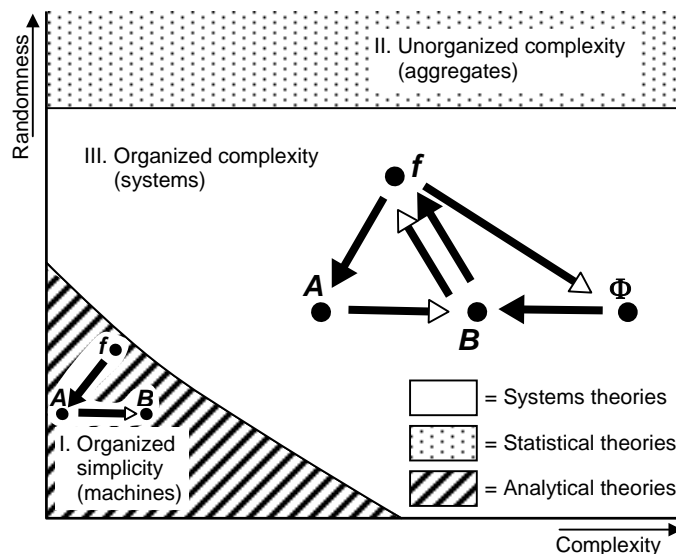 Randomness
II. Unorganized complexity
(aggregates)
III. Organized complexity
(systems)
f
A
B
Φ
f
A
B
I. Organized
simplicity
(machines)
= Systems theories
= Statistical theories
= Analytical theories
Complexity